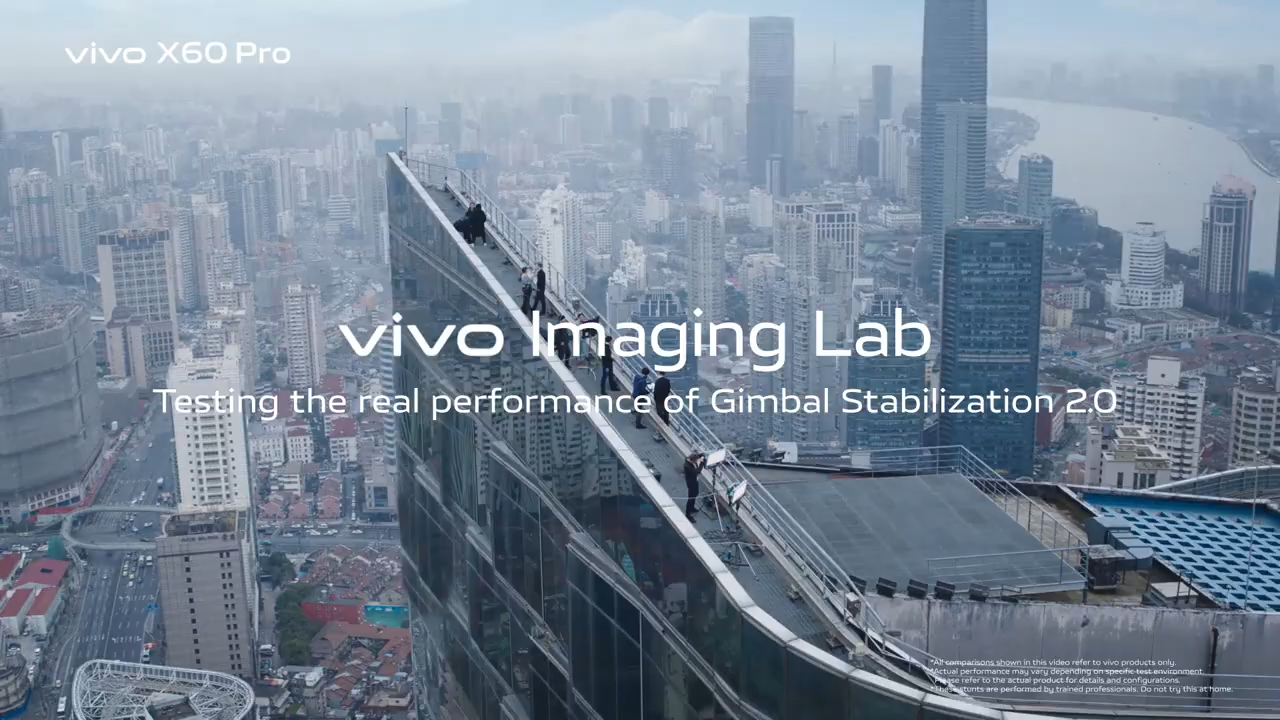 vivo X60 Pro
vivo Imaging Lab
Testing the real performance of Gimbal Stabilization 2.0
*All comparisons shown in this video refer to vivo products only.
*Actual performance may vary depending on specific test environment.
Please refer to the actual product for details and configurations.
*These stunts are performed by trained professionals. Do not try this at home.